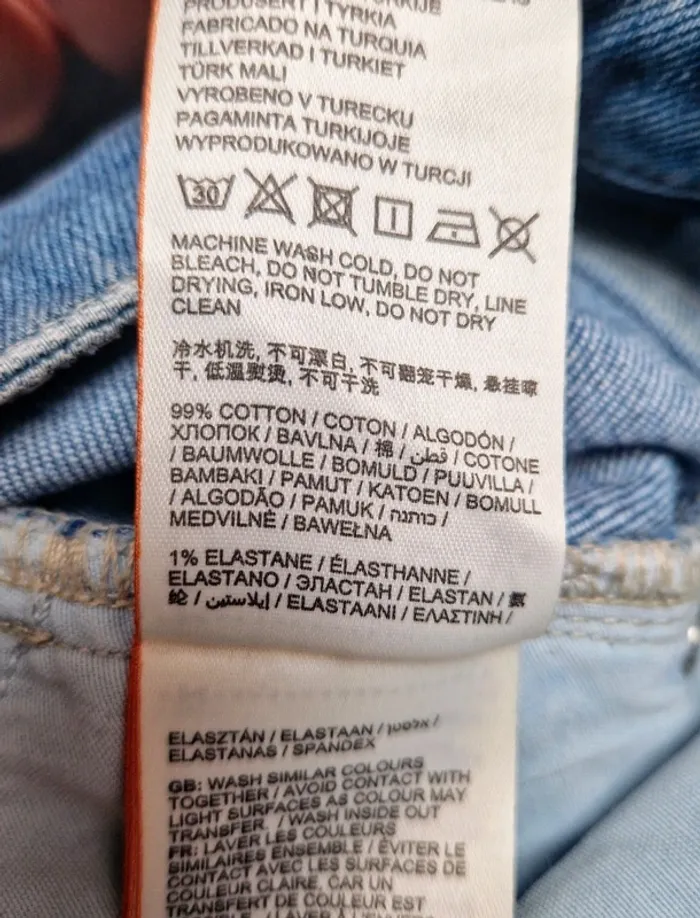 PRODUSERT I TYRKIA
FABRICADO NA TURQUIA
TILLVERKAD I TURKIET
TÜRK MALI
VYROBENO V TURECKU
PAGAMINTA TURKIJOJE
WYPRODUKOWANO W TURCJI
30
MACHINE WASH COLD, DO NOT
BLEACH, DO NOT TUMBLE DRY, LINE
DRYING, IRON LOW, DO NOT DRY
CLEAN
冷水机洗, 不可漂白, 不可翻笼干燥, 悬挂晾
干, 低温熨烫, 不可干洗
99% COTTON / COTON / ALGODÓN /
ХЛОПОК / BAVLNA / 棉 / قطن / COTONE
/ BAUMWOLLE / BOMULD / PUUVILLA /
BAMBAKI / PAMUT / KATOEN / BOMULL
/ ALGODÃO / PAMUK / כותנה /
MEDVILNĖ / BAWEŁNA
1% ELASTANE / ÉLASTHANNE /
ELASTANO / ЭЛАСТАН / ELASTAN / 氨
纶 / إيلاستين / ELASTAANI / ΕΛΑΣΤΙΝΗ /
ELASZTÁN / ELASTAAN / אלסטן /
ELASTANAS / SPANDEX
GB: WASH SIMILAR COLOURS
TOGETHER / AVOID CONTACT WITH
LIGHT SURFACES AS COLOUR MAY
TRANSFER. / WASH INSIDE OUT
FR: LAVER LES COULEURS
SIMILAIRES ENSEMBLE / ÉVITER LE
CONTACT AVEC LES SURFACES DE
COULEUR CLAIRE, CAR UN
TRANSFERT DE COULEUR EST